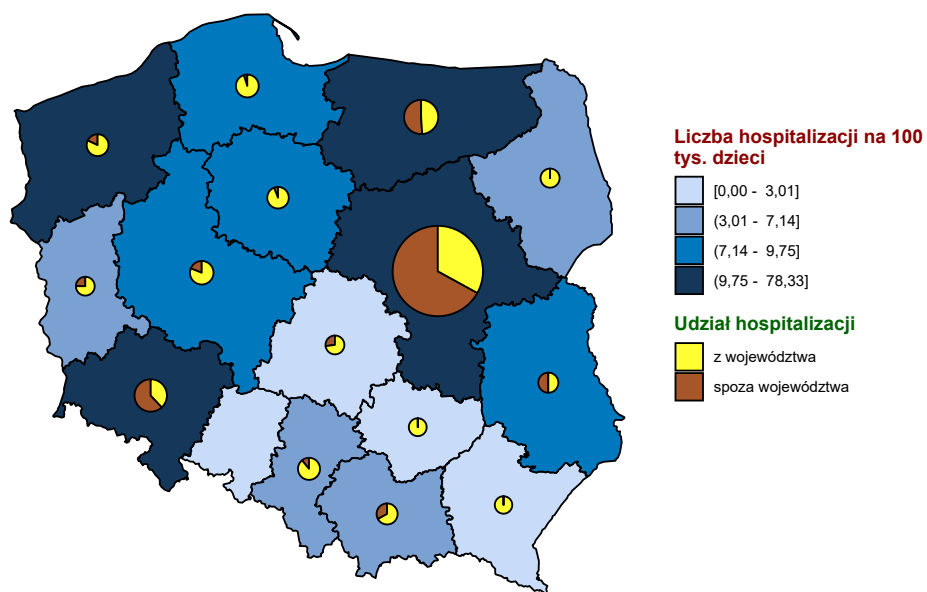 Liczba hospitalizacji na 100
tys. dzieci
[0,00 - 3,01]
(3,01 - 7,14]
(7,14 - 9,75]
(9,75 - 78,33]
Udział hospitalizacji
z województwa
spoza województwa